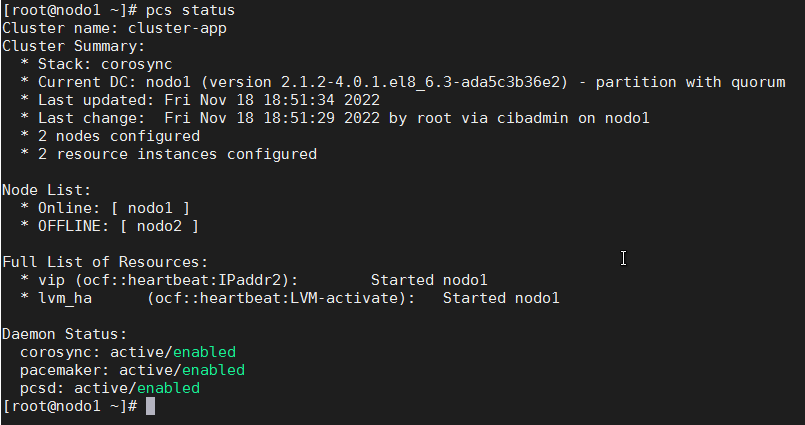 [root@nodo1 ~]# pcs status
Cluster name: cluster-app
Cluster Summary:
  * Stack: corosync
  * Current DC: nodo1 (version 2.1.2-4.0.1.el8_6.3-ada5c3b36e2) - partition with quorum
  * Last updated: Fri Nov 18 18:51:34 2022
  * Last change:  Fri Nov 18 18:51:29 2022 by root via cibadmin on nodo1
  * 2 nodes configured
  * 2 resource instances configured

Node List:
  * Online: [ nodo1 ]
  * OFFLINE: [ nodo2 ]

Full List of Resources:
  * vip (ocf::heartbeat:IPaddr2):        Started nodo1
  * lvm_ha      (ocf::heartbeat:LVM-activate):   Started nodo1

Daemon Status:
  corosync: active/enabled
  pacemaker: active/enabled
  pcsd: active/enabled
[root@nodo1 ~]#